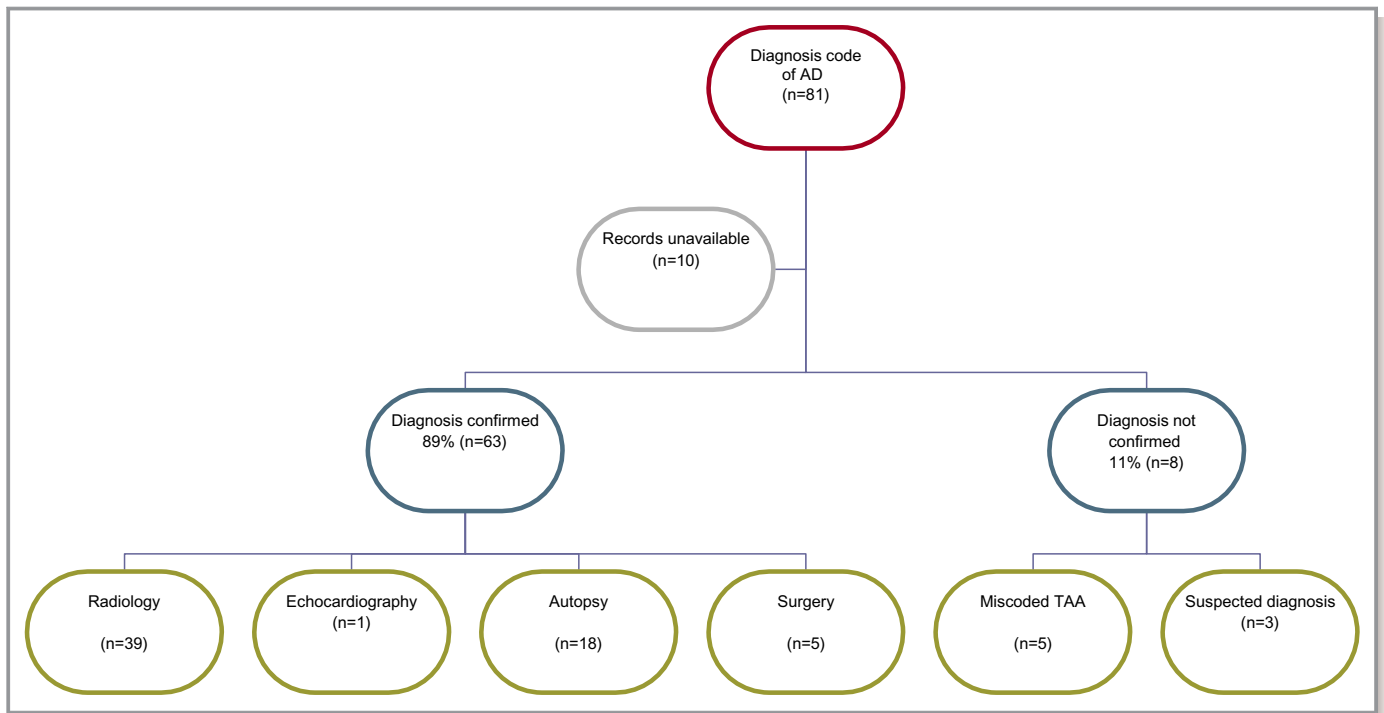 Diagnosis code
of AD
(n=81)
Records unavailable
(n=10)
Diagnosis confirmed
89% (n=63)
Diagnosis not
confirmed
11% (n=8)
Radiology
(n=39)
Echocardiography
(n=1)
Autopsy
(n=18)
Surgery
(n=5)
Miscoded TAA
(n=5)
Suspected diagnosis
(n=3)